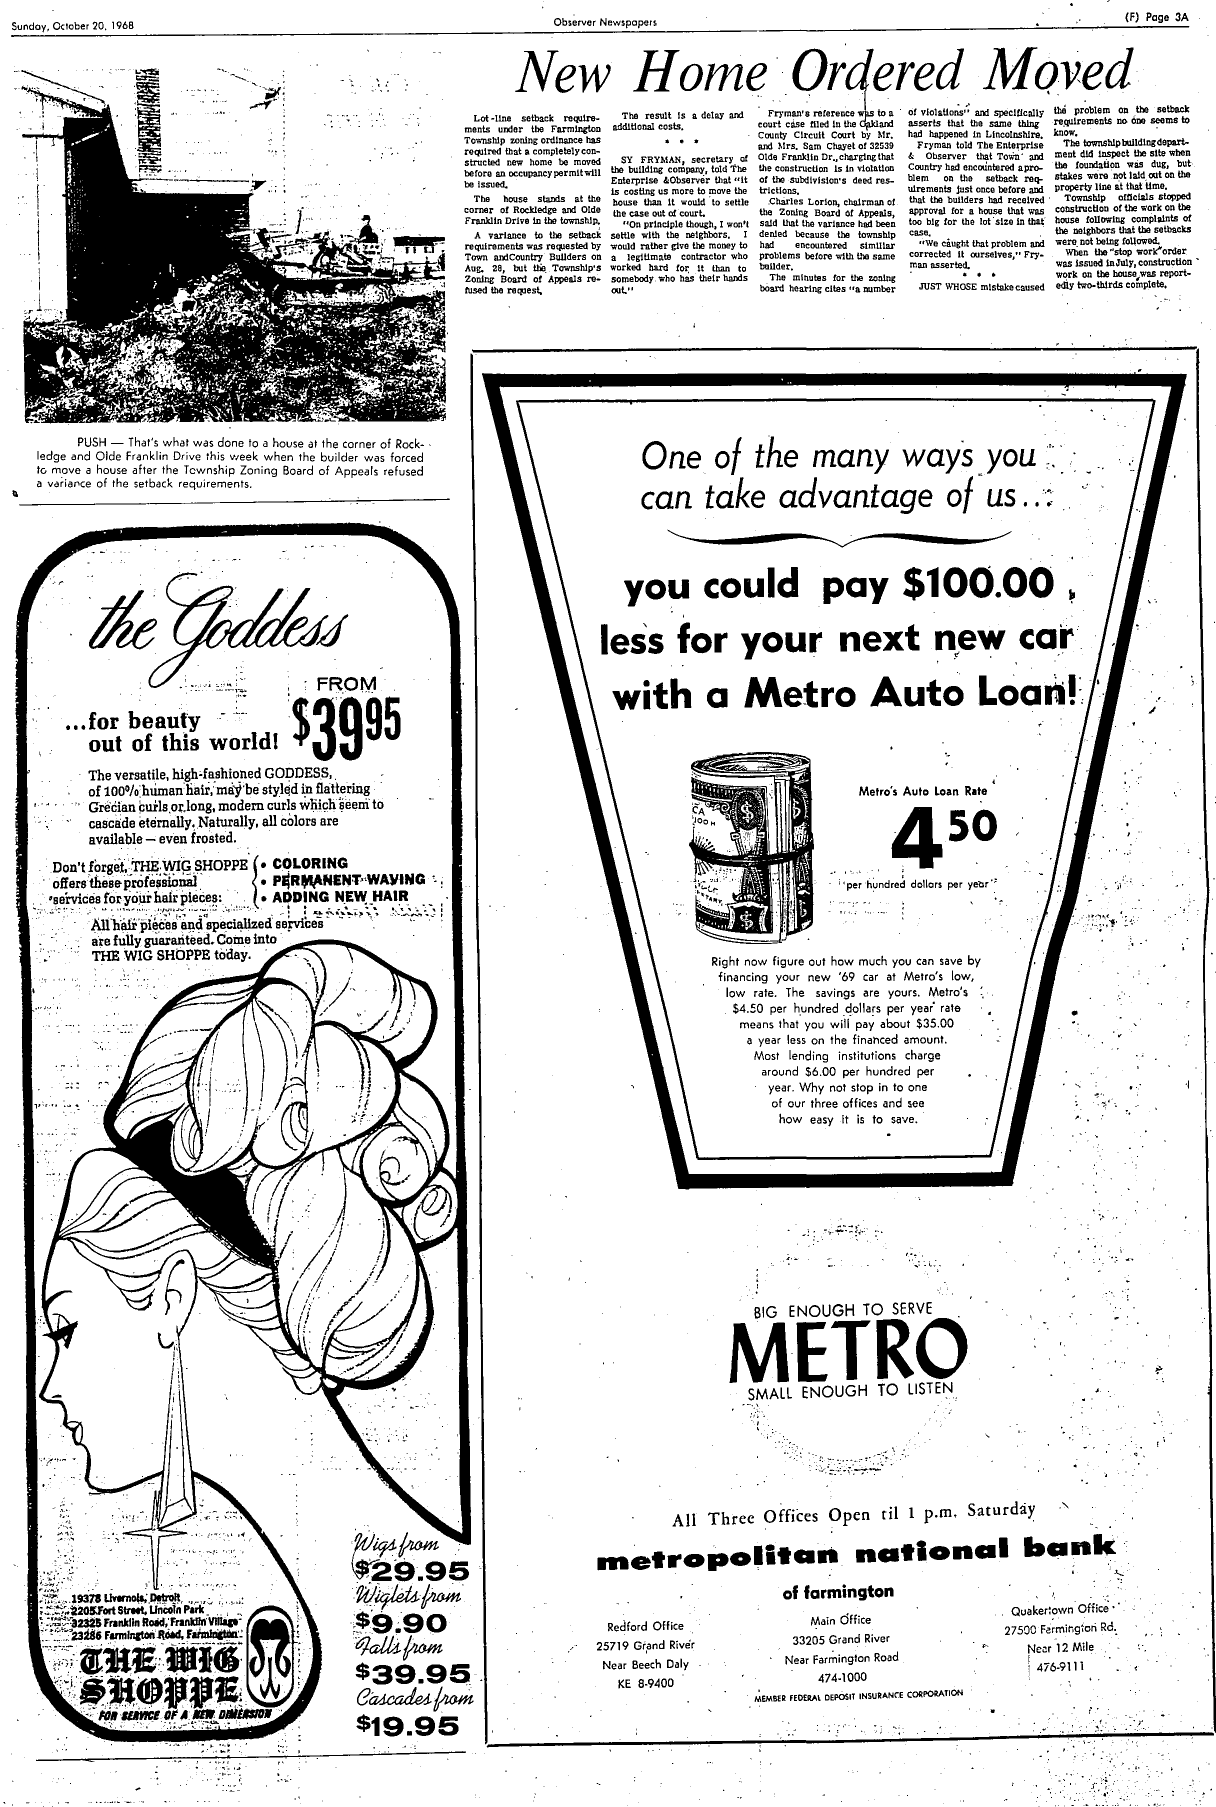 Sunday, October 20, 1968
Observer Newspapers
(F) Page 3A
New Home Ordered Moved
Lot-line setback require-
ments under the Farmington
Township zoning ordinance has
required that a completely con-
structed new home be moved
before an occupancy permit will
be issued.
The house stands at the
corner of Rockledge and Olde
Franklin Drive in the township.
A variance to the setback
requirements was requested by
Town and Country Builders on
Aug. 28, but the Township's
Zoning Board of Appeals re-
fused the request.
The result is a delay and
additional costs.
* * *
SY FRYMAN, secretary of
the building company, told The
Enterprise & Observer that "it
is costing us more to move the
house than it would to settle
the case out of court.
"On principle though, I won't
settle with the neighbors. I
would rather give the money to
a legitimate contractor who
worked hard for it than to
somebody who has their hands
out."
Fryman's reference was to a
court case filed in the Oakland
County Circuit Court by Mr.
and Mrs. Sam Chayet of 32539
Olde Franklin Dr., charging that
the construction is in violation
of the subdivision's deed res-
trictions.
Charles Lorion, chairman of
the Zoning Board of Appeals,
said that the variance had been
denied because the township
had encountered simillar
problems before with the same
builder.
The minutes for the zoning
board hearing cites "a number
of violations" and specifically
asserts that the same thing
had happened in Lincolnshire.
Fryman told The Enterprise
& Observer that Town and
Country had encountered a pro-
blem on the setback req-
uirements just once before and
that the builders had received
approval for a house that was
too big for the lot size in that
case.
"We caught that problem and
corrected it ourselves," Fry-
man asserted.
* * *
JUST WHOSE mistake caused
the problem on the setback
requirements no one seems to
know.
The township building depart-
ment did inspect the site when
the foundation was dug, but
stakes were not laid out on the
property line at that time.
Township officials stopped
construction of the work on the
house following complaints of
the neighbors that the setbacks
were not being followed.
When the "stop work" order
was issued in July, construction
work on the house was report-
edly two-thirds complete.
PUSH — That's what was done to a house at the corner of Rock-
ledge and Olde Franklin Drive this week when the builder was forced
to move a house after the Township Zoning Board of Appeals refused
a variance of the setback requirements.
the Goddess
FROM
$39 95
...for beauty
out of this world!
The versatile, high-fashioned GODDESS,
of 100% human hair, may be styled in flattering
Grecian curls or long, modern curls which seem to
cascade eternally. Naturally, all colors are
available — even frosted.
Don't forget, THE WIG SHOPPE
offers these professional
services for your hair pieces:
• COLORING
• PERMANENT WAVING
• ADDING NEW HAIR
All hair pieces and specialized services
are fully guaranteed. Come into
THE WIG SHOPPE today.
Wigs from
$29.95
Wiglets from
$9.90
Falls from
$39.95
Cascades from
$19.95
19378 Livernois, Detroit
2205 Fort Street, Lincoln Park
32325 Franklin Road, Franklin Village
23286 Farmington Road, Farmington
THE WIG
SHOPPE
FOR SERVICE OF A NEW DIMENSION
One of the many ways you
can take advantage of us...
you could pay $100.00
less for your next new car
with a Metro Auto Loan!
Metro's Auto Loan Rate
4 50
per hundred dollars per year
Right now figure out how much you can save by
financing your new '69 car at Metro's low,
low rate. The savings are yours. Metro's
$4.50 per hundred dollars per year rate
means that you will pay about $35.00
a year less on the financed amount.
Most lending institutions charge
around $6.00 per hundred per
year. Why not stop in to one
of our three offices and see
how easy it is to save.
BIG ENOUGH TO SERVE
METRO
SMALL ENOUGH TO LISTEN
All Three Offices Open til 1 p.m. Saturday
metropolitan national bank
of farmington
Redford Office
25719 Grand River
Near Beech Daly
KE 8-9400
Main Office
33205 Grand River
Near Farmington Road
474-1000
Quakertown Office
27500 Farmington Rd.
Near 12 Mile
476-9111
MEMBER FEDERAL DEPOSIT INSURANCE CORPORATION